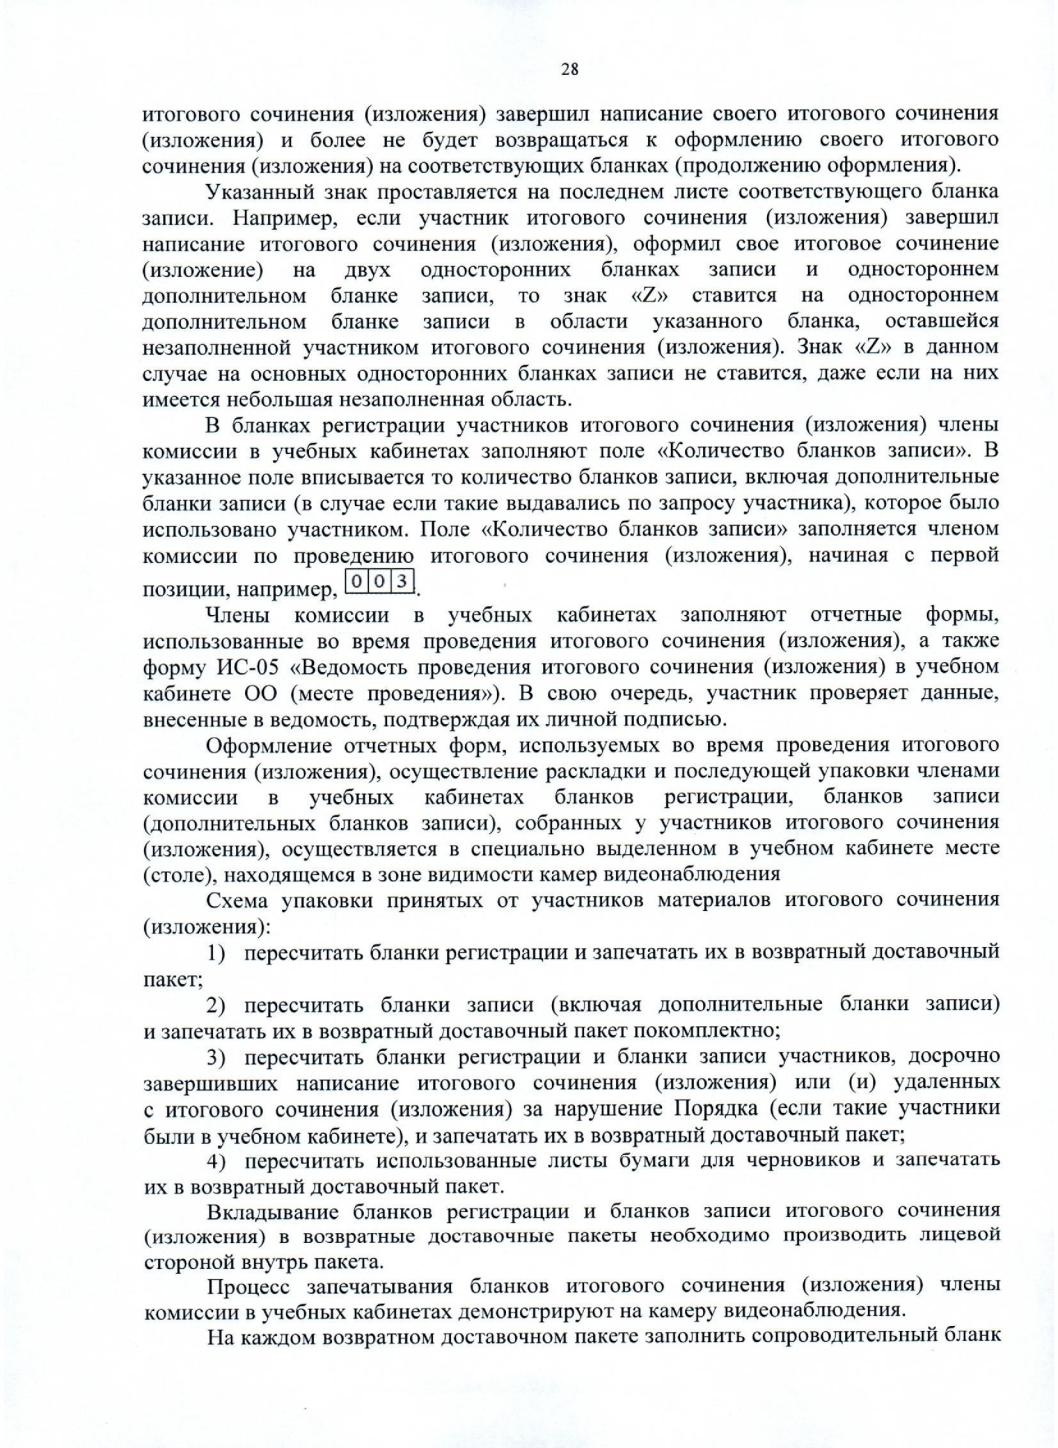 28
итогового сочинения (изложения) завершил написание своего итогового сочинения
(изложения) и более не будет возвращаться к оформлению своего итогового
сочинения (изложения) на соответствующих бланках (продолжению оформления).
Указанный знак проставляется на последнем листе соответствующего бланка
записи. Например, если участник итогового сочинения (изложения) завершил
написание итогового сочинения (изложения), оформил свое итоговое сочинение
(изложение) на двух односторонних бланках записи и одностороннем
дополнительном бланке записи, то знак «Z» ставится на одностороннем
дополнительном бланке записи в области указанного бланка, оставшейся
незаполненной участником итогового сочинения (изложения). Знак «Z» в данном
случае на основных односторонних бланках записи не ставится, даже если на них
имеется небольшая незаполненная область.
В бланках регистрации участников итогового сочинения (изложения) члены
комиссии в учебных кабинетах заполняют поле «Количество бланков записи». В
указанное поле вписывается то количество бланков записи, включая дополнительные
бланки записи (в случае если такие выдавались по запросу участника), которое было
использовано участником. Поле «Количество бланков записи» заполняется членом
комиссии по проведению итогового сочинения (изложения), начиная с первой
позиции, например, 0 0 3.
Члены комиссии в учебных кабинетах заполняют отчетные формы,
использованные во время проведения итогового сочинения (изложения), а также
форму ИС-05 «Ведомость проведения итогового сочинения (изложения) в учебном
кабинете ОО (месте проведения»). В свою очередь, участник проверяет данные,
внесенные в ведомость, подтверждая их личной подписью.
Оформление отчетных форм, используемых во время проведения итогового
сочинения (изложения), осуществление раскладки и последующей упаковки членами
комиссии в учебных кабинетах бланков регистрации, бланков записи
(дополнительных бланков записи), собранных у участников итогового сочинения
(изложения), осуществляется в специально выделенном в учебном кабинете месте
(столе), находящемся в зоне видимости камер видеонаблюдения
Схема упаковки принятых от участников материалов итогового сочинения
(изложения):
1) пересчитать бланки регистрации и запечатать их в возвратный доставочный
пакет;
2) пересчитать бланки записи (включая дополнительные бланки записи)
и запечатать их в возвратный доставочный пакет покомплектно;
3) пересчитать бланки регистрации и бланки записи участников, досрочно
завершивших написание итогового сочинения (изложения) или (и) удаленных
с итогового сочинения (изложения) за нарушение Порядка (если такие участники
были в учебном кабинете), и запечатать их в возвратный доставочный пакет;
4) пересчитать использованные листы бумаги для черновиков и запечатать
их в возвратный доставочный пакет.
Вкладывание бланков регистрации и бланков записи итогового сочинения
(изложения) в возвратные доставочные пакеты необходимо производить лицевой
стороной внутрь пакета.
Процесс запечатывания бланков итогового сочинения (изложения) члены
комиссии в учебных кабинетах демонстрируют на камеру видеонаблюдения.
На каждом возвратном доставочном пакете заполнить сопроводительный бланк